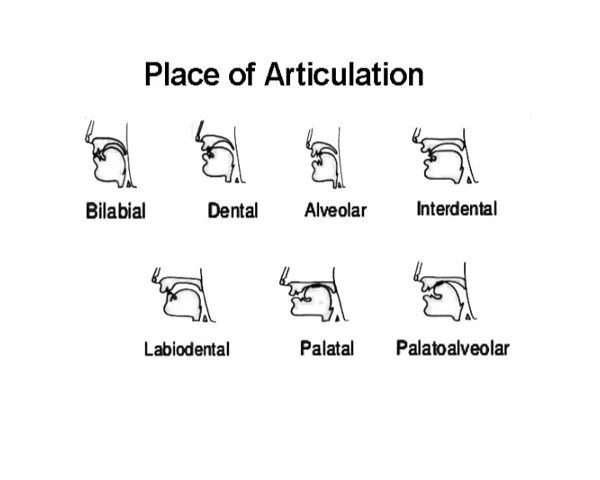 Place of Articulation
Bilabial Dental Alveolar Interdental
Labiodental Palatal Palatoalveolar